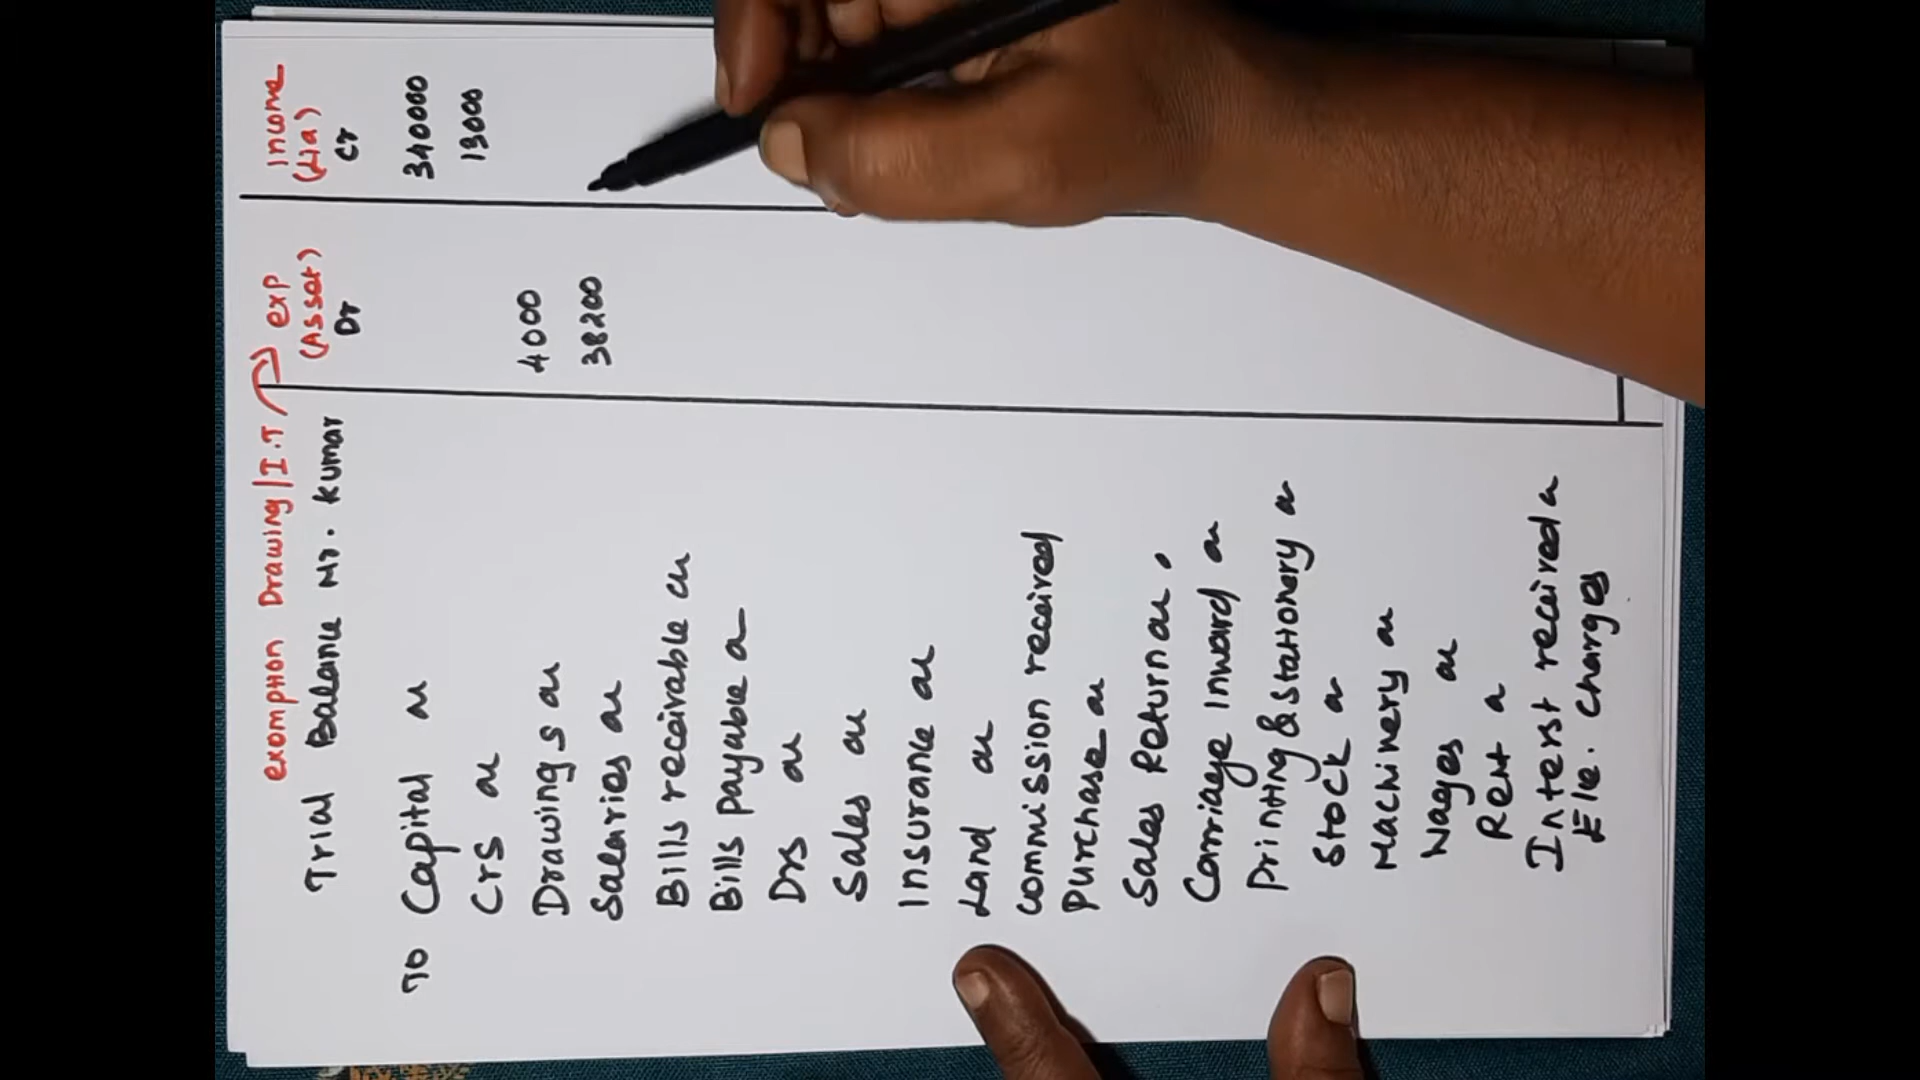 exomption Drawing/I.T exp Income
(Asset) (Lia)
Trial Balance Mr. Kumar Dr Cr
To Capital a 340000
Crs a 13000
Drawings a 4000
Salaries a 38200
Bills receivable a
Bills payable a
Drs a
Sales a
Insurance a
Land a
Commission received
Purchase a
Sales Return a.
Carriage Inward a
Printing & Stationery a
Stock a
Machinery a
Wages a
Rent a
Interst received a
Ele. Charges